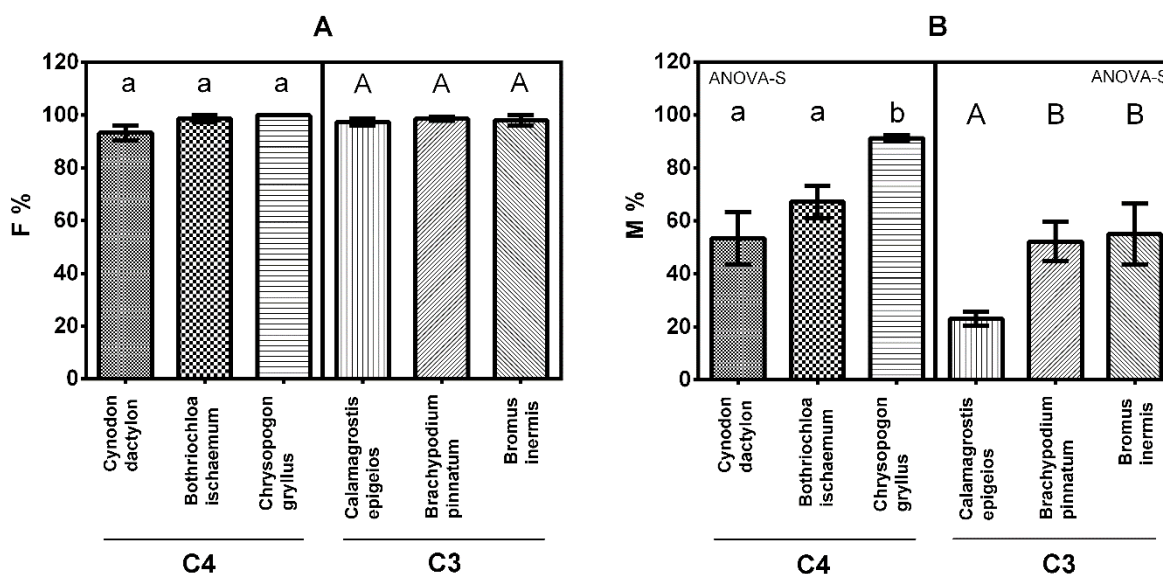 A
F %
120
100
80
60
40
20
0
a a a A A A
Cynodon
dactylon
Bothriochloa
ischaemum
Chrysopogon
gryllus
Calamagrostis
epigeios
Brachypodium
pinnatum
Bromus
inermis
C4 C3
B
M %
120
100
80
60
40
20
0
ANOVA-S ANOVA-S
a a b A B B
Cynodon
dactylon
Bothriochloa
ischaemum
Chrysopogon
gryllus
Calamagrostis
epigeios
Brachypodium
pinnatum
Bromus
inermis
C4 C3